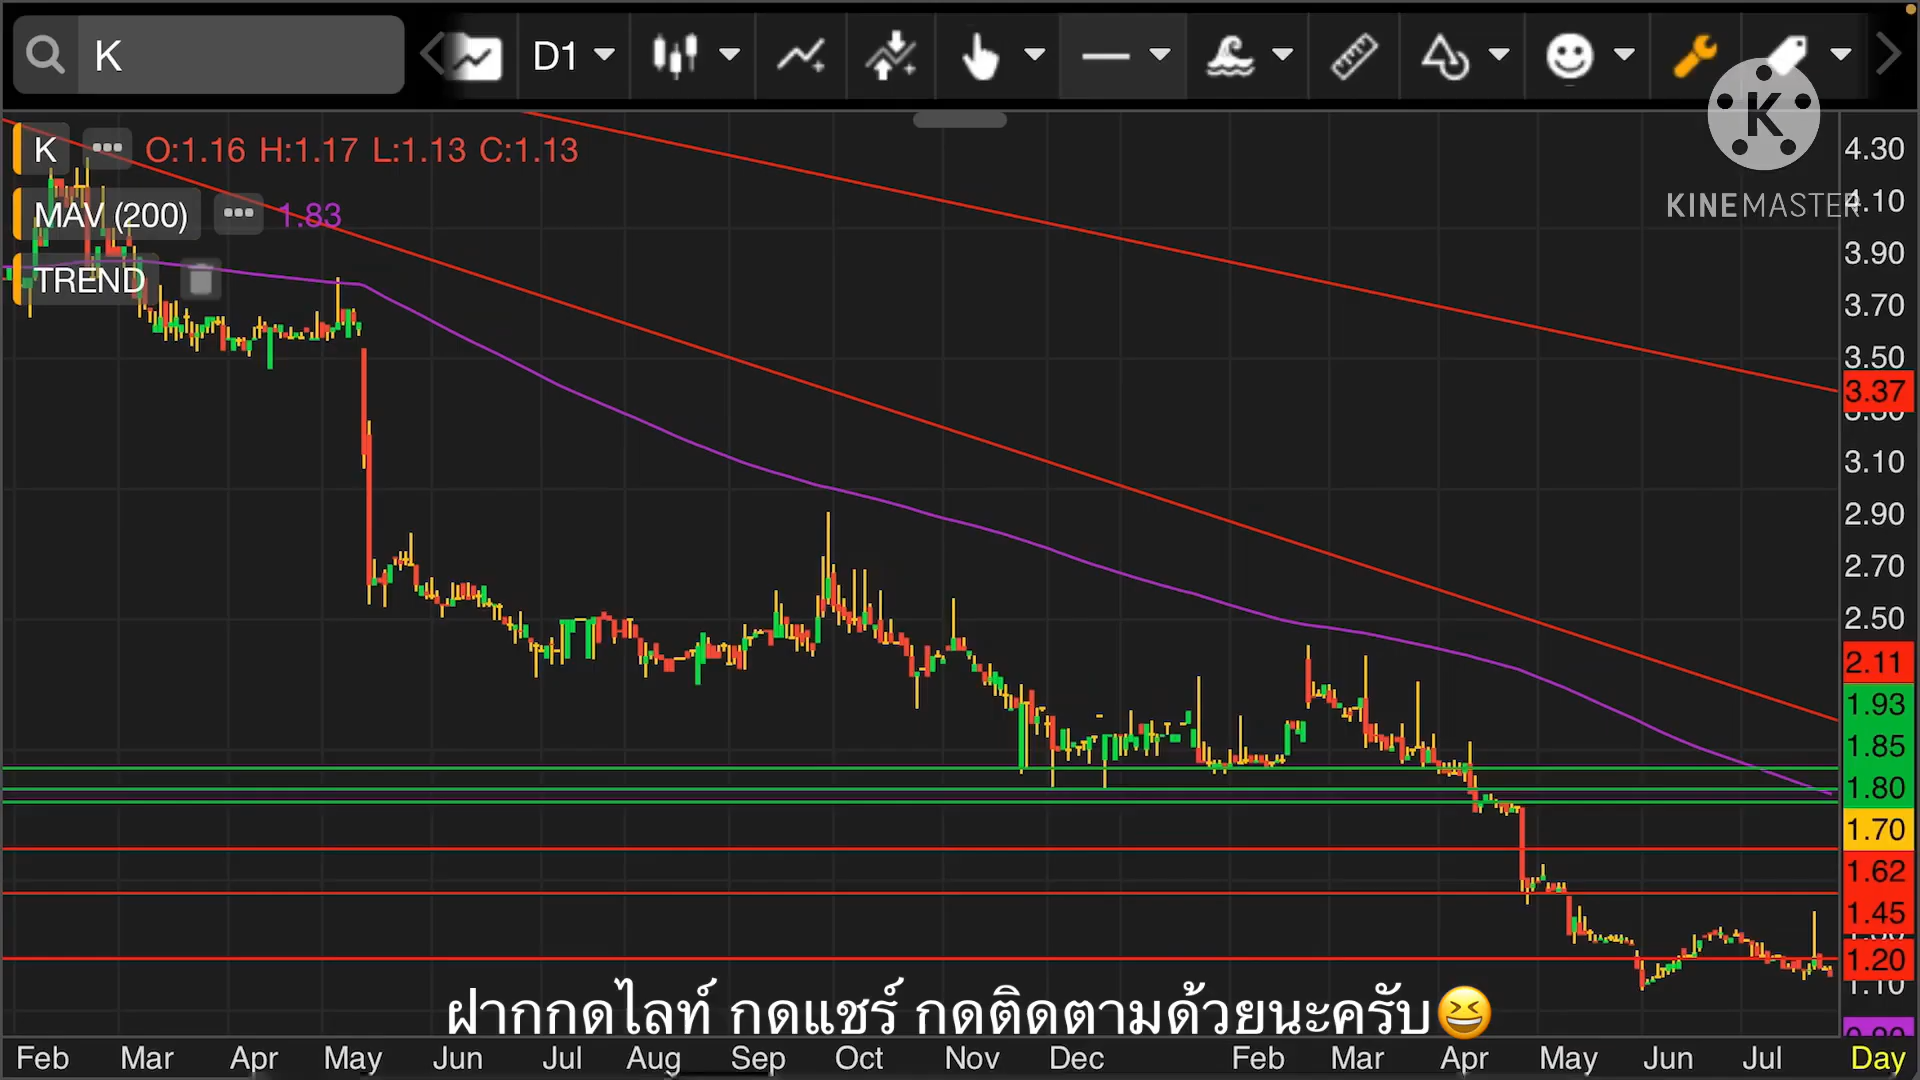 K
D1
K ••• O:1.16 H:1.17 L:1.13 C:1.13
MAV (200) ••• 1.83
TREND
K
KINEMASTER
4.30
4.10
3.90
3.70
3.50
3.37
3.30
3.10
2.90
2.70
2.50
2.11
1.93
1.85
1.80
1.70
1.62
1.45
1.20
1.10
ฝากกดไลท์ กดแชร์ กดติดตามด้วยนะครับ😆
Feb Mar Apr May Jun Jul Aug Sep Oct Nov Dec Feb Mar Apr May Jun Jul Day